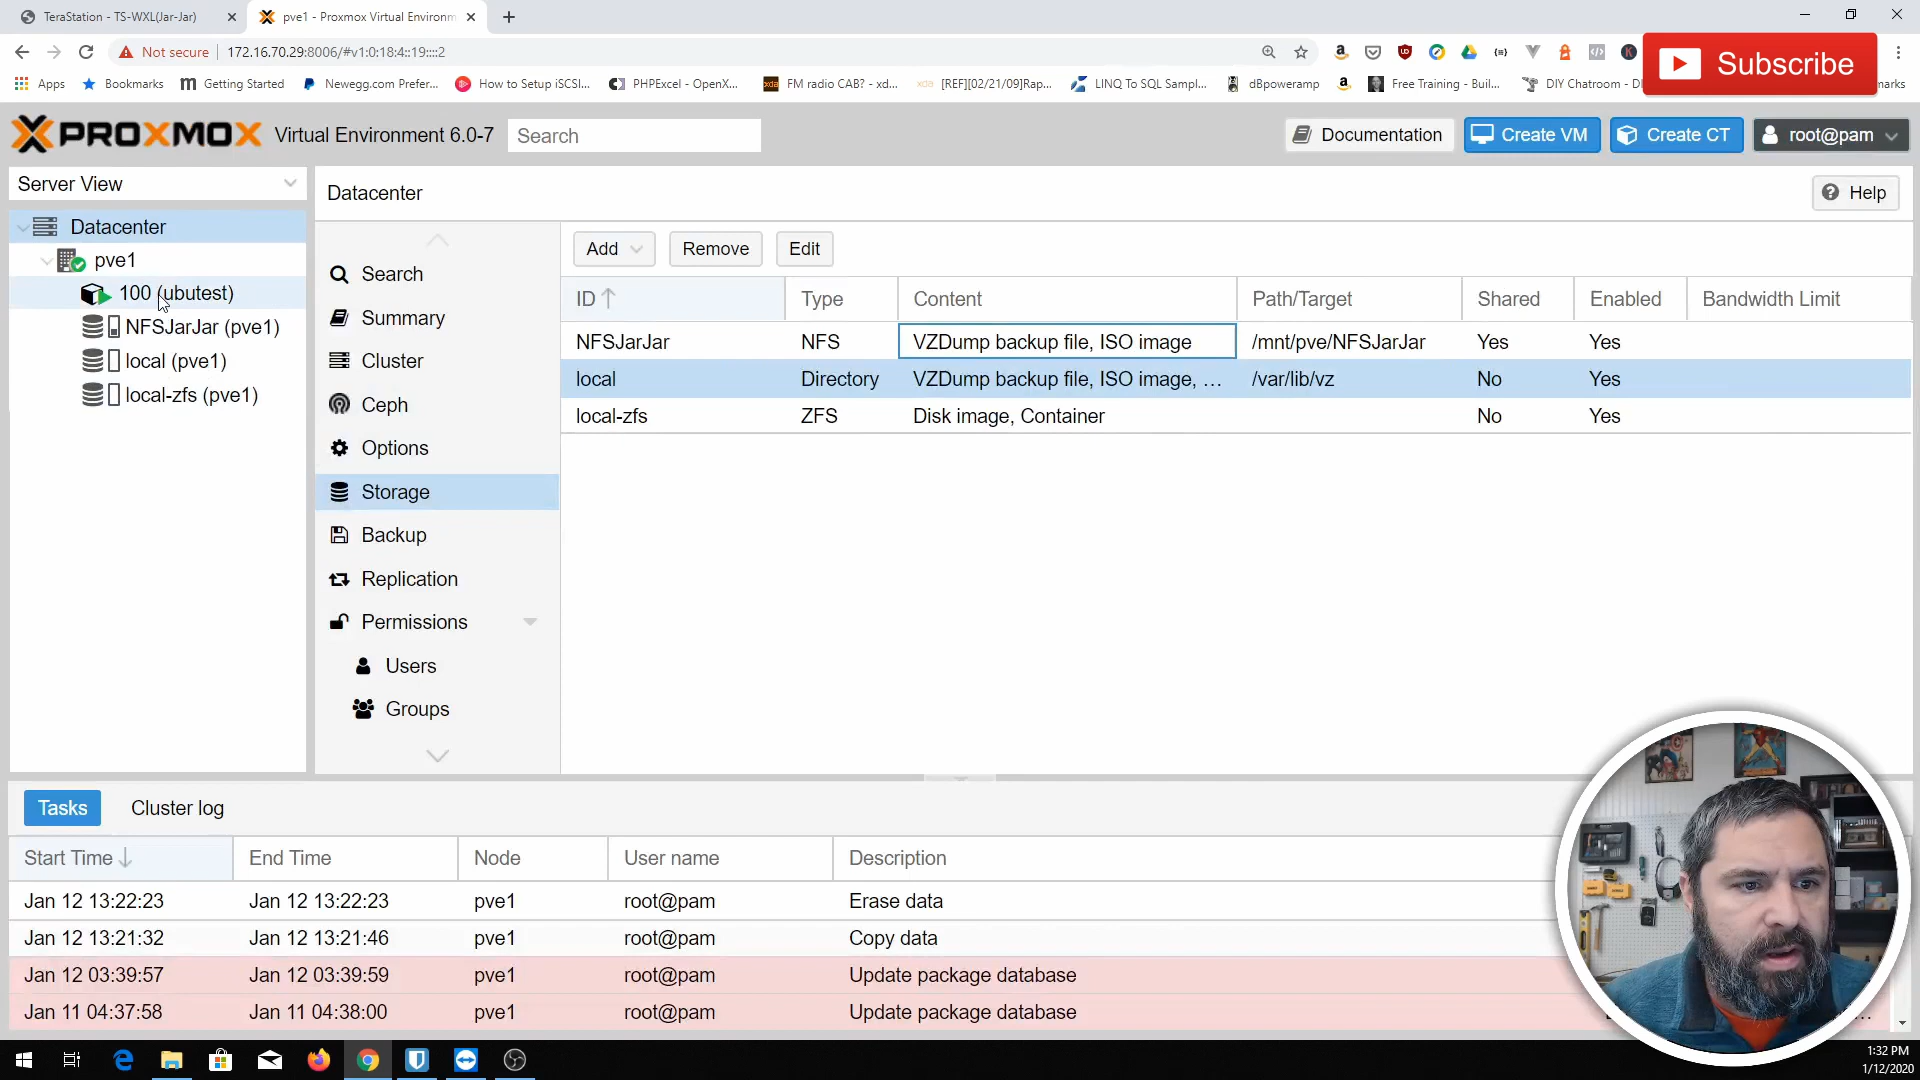 TeraStation - TS-WXL(Jar-Jar)
pve1 - Proxmox Virtual Environm
Not secure
172.16.70.29:8006/#v1:0:18:4::19::::2
Subscribe
Apps
Bookmarks
Getting Started
Newegg.com Prefer...
How to Setup iSCSI...
PHPExcel - OpenX...
FM radio CAB? - xd...
[REF][02/21/09]Rap...
LINQ To SQL Sampl...
dBpoweramp
Free Training - Buil...
DIY Chatroom - DI
marks
PROXMOX
Virtual Environment 6.0-7
Search
Documentation
Create VM
Create CT
root@pam
Server View
Datacenter
Help
Datacenter
pve1
100 (ubutest)
NFSJarJar (pve1)
local (pve1)
local-zfs (pve1)
Search
Summary
Cluster
Ceph
Options
Storage
Backup
Replication
Permissions
Users
Groups
Add
Remove
Edit
ID Type Content Path/Target Shared Enabled Bandwidth Limit
NFSJarJar NFS VZDump backup file, ISO image /mnt/pve/NFSJarJar Yes Yes
local Directory VZDump backup file, ISO image, ... /var/lib/vz No Yes
local-zfs ZFS Disk image, Container No Yes
Tasks
Cluster log
Start Time End Time Node User name Description
Jan 12 13:22:23 Jan 12 13:22:23 pve1 root@pam Erase data
Jan 12 13:21:32 Jan 12 13:21:46 pve1 root@pam Copy data
Jan 12 03:39:57 Jan 12 03:39:59 pve1 root@pam Update package database
Jan 11 04:37:58 Jan 11 04:38:00 pve1 root@pam Update package database
1:32 PM
1/12/2020